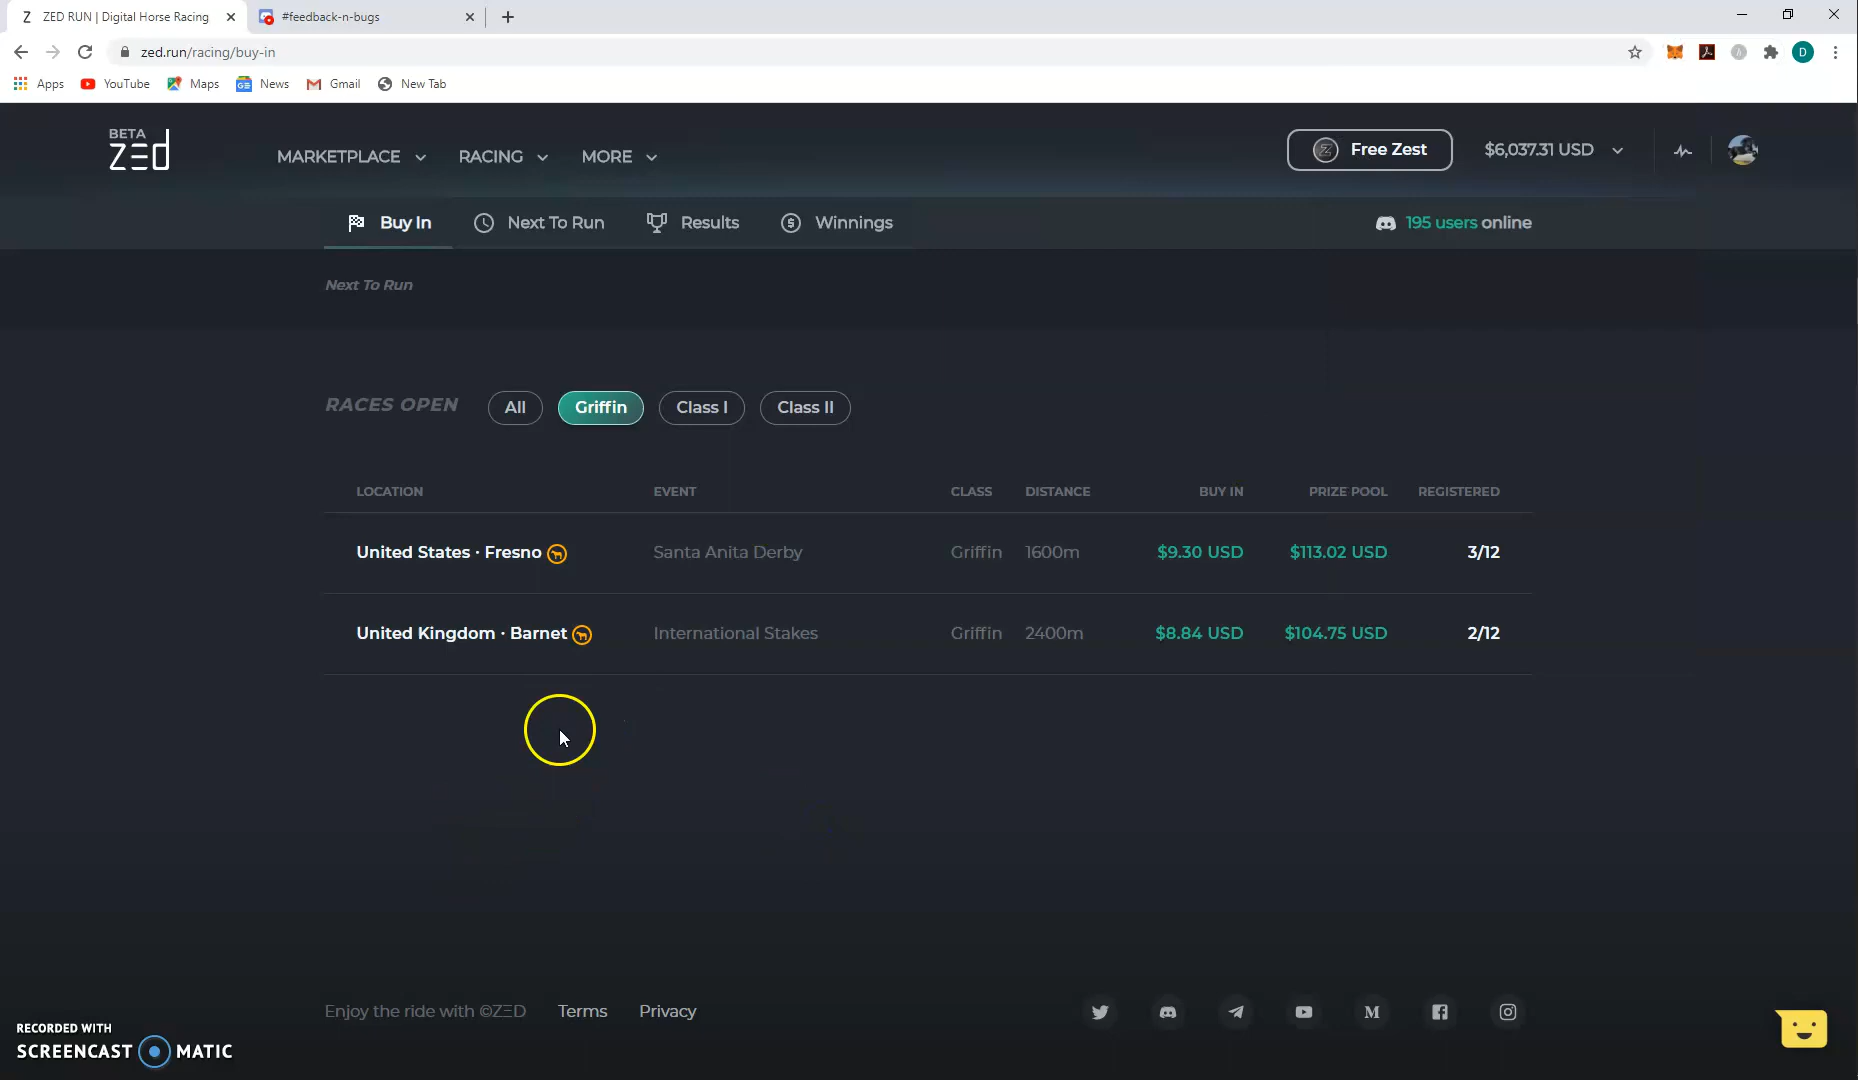 Z ZED RUN | Digital Horse Racing
#feedback-n-bugs
zed.run/racing/buy-in
D
Apps YouTube Maps News Gmail New Tab
BETA
ZED
MARKETPLACE RACING MORE
Free Zest
$6,037.31 USD
Buy In Next To Run Results Winnings
195 users online
Next To Run
RACES OPEN All Griffin Class I Class II
LOCATION EVENT CLASS DISTANCE BUY IN PRIZE POOL REGISTERED
United States · Fresno Santa Anita Derby Griffin 1600m $9.30 USD $113.02 USD 3/12
United Kingdom · Barnet International Stakes Griffin 2400m $8.84 USD $104.75 USD 2/12
Enjoy the ride with ©ZΞD Terms Privacy
RECORDED WITH
SCREENCAST MATIC